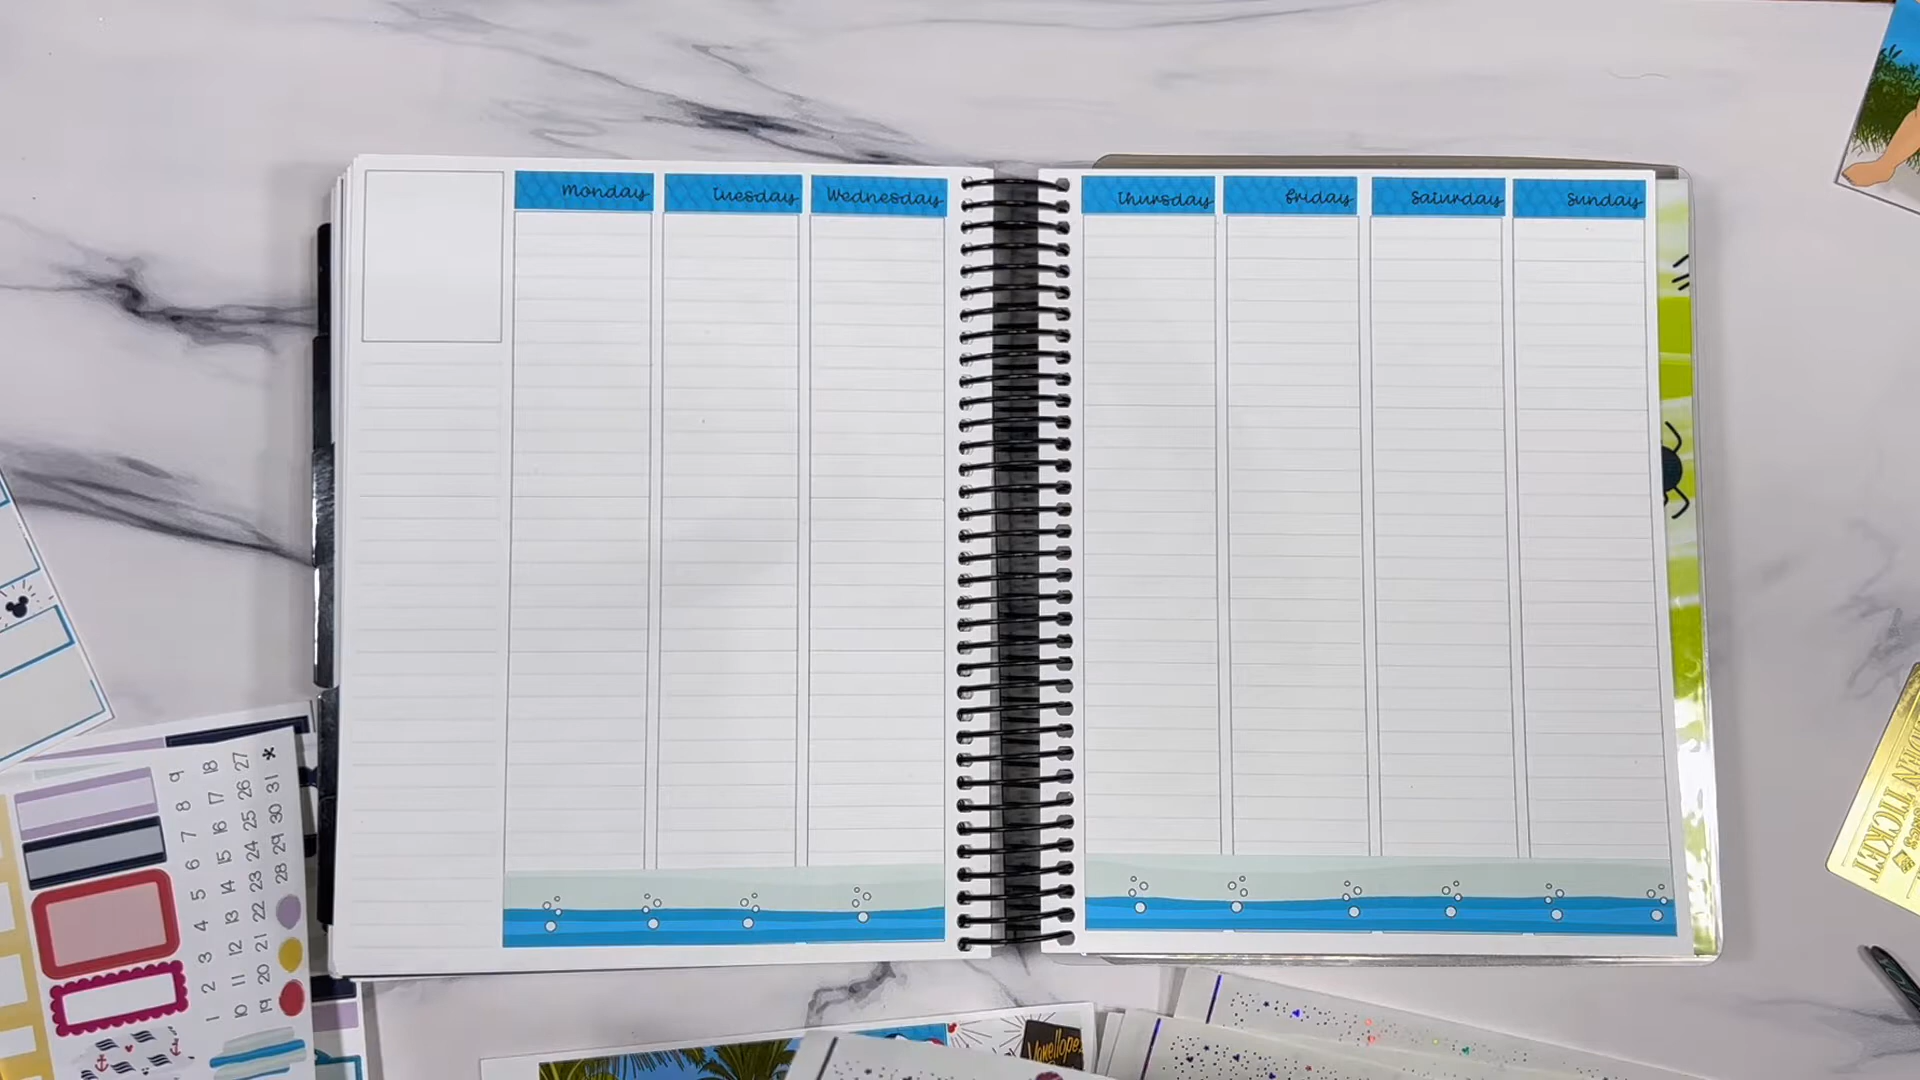 monday
tuesday
Wednesday
thursday
friday
saturday
sunday
1 2 3 4 5 6 7 8 9
10 11 12 13 14 15 16 17 18
19 20 21 22 23 24 25 26 27
28 29 30 31 *
TICKET